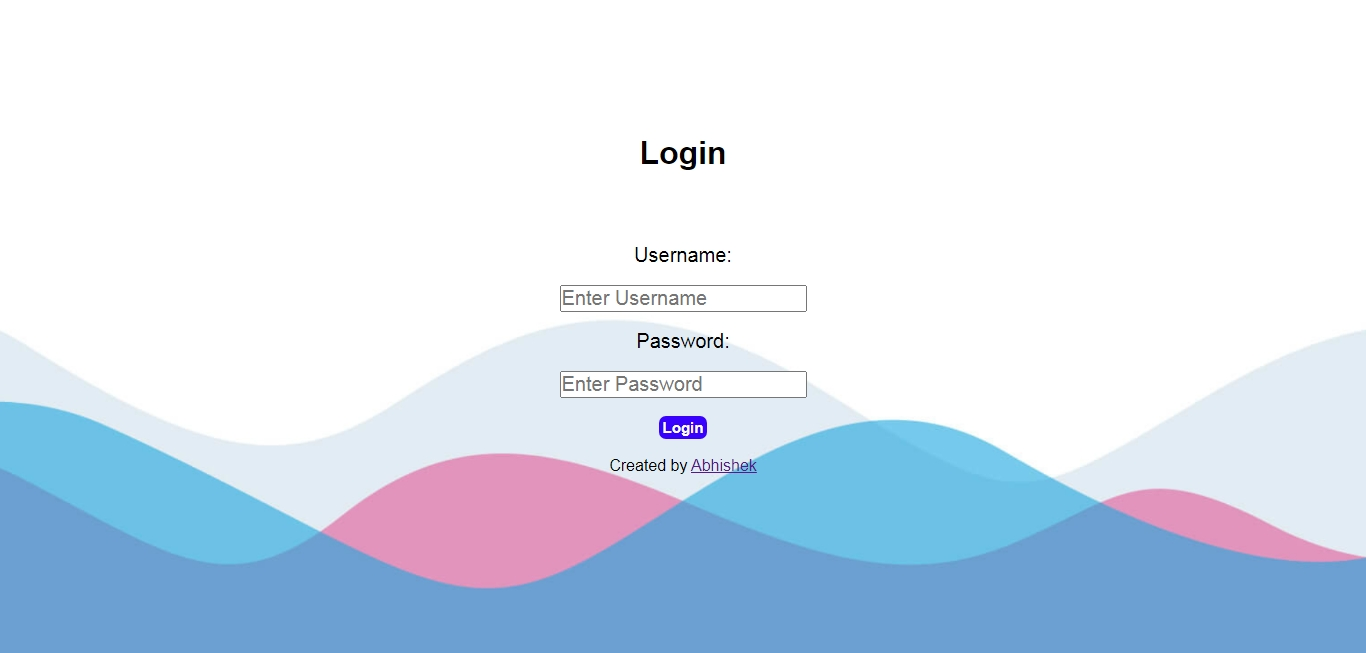 Login
Username:
Enter Username
Password:
Enter Password
Login
Created by Abhishek